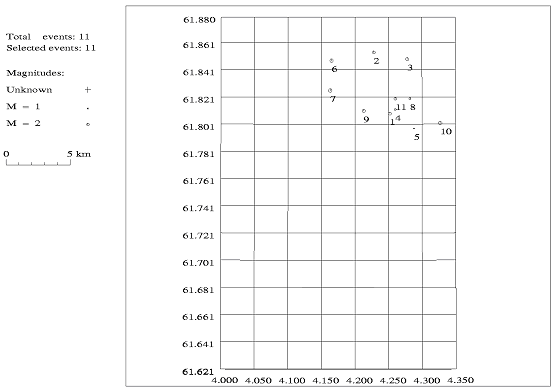 Total events: 11
Selected events: 11
Magnitudes:
Unknown +
M = 1
M = 2
0 5 km
61.880
61.861
61.841
61.821
61.801
61.781
61.761
61.741
61.721
61.701
61.681
61.661
61.641
61.621
2
3
6
7
11 8
9
1 4
5
10
4.000 4.050 4.100 4.150 4.200 4.250 4.300 4.350